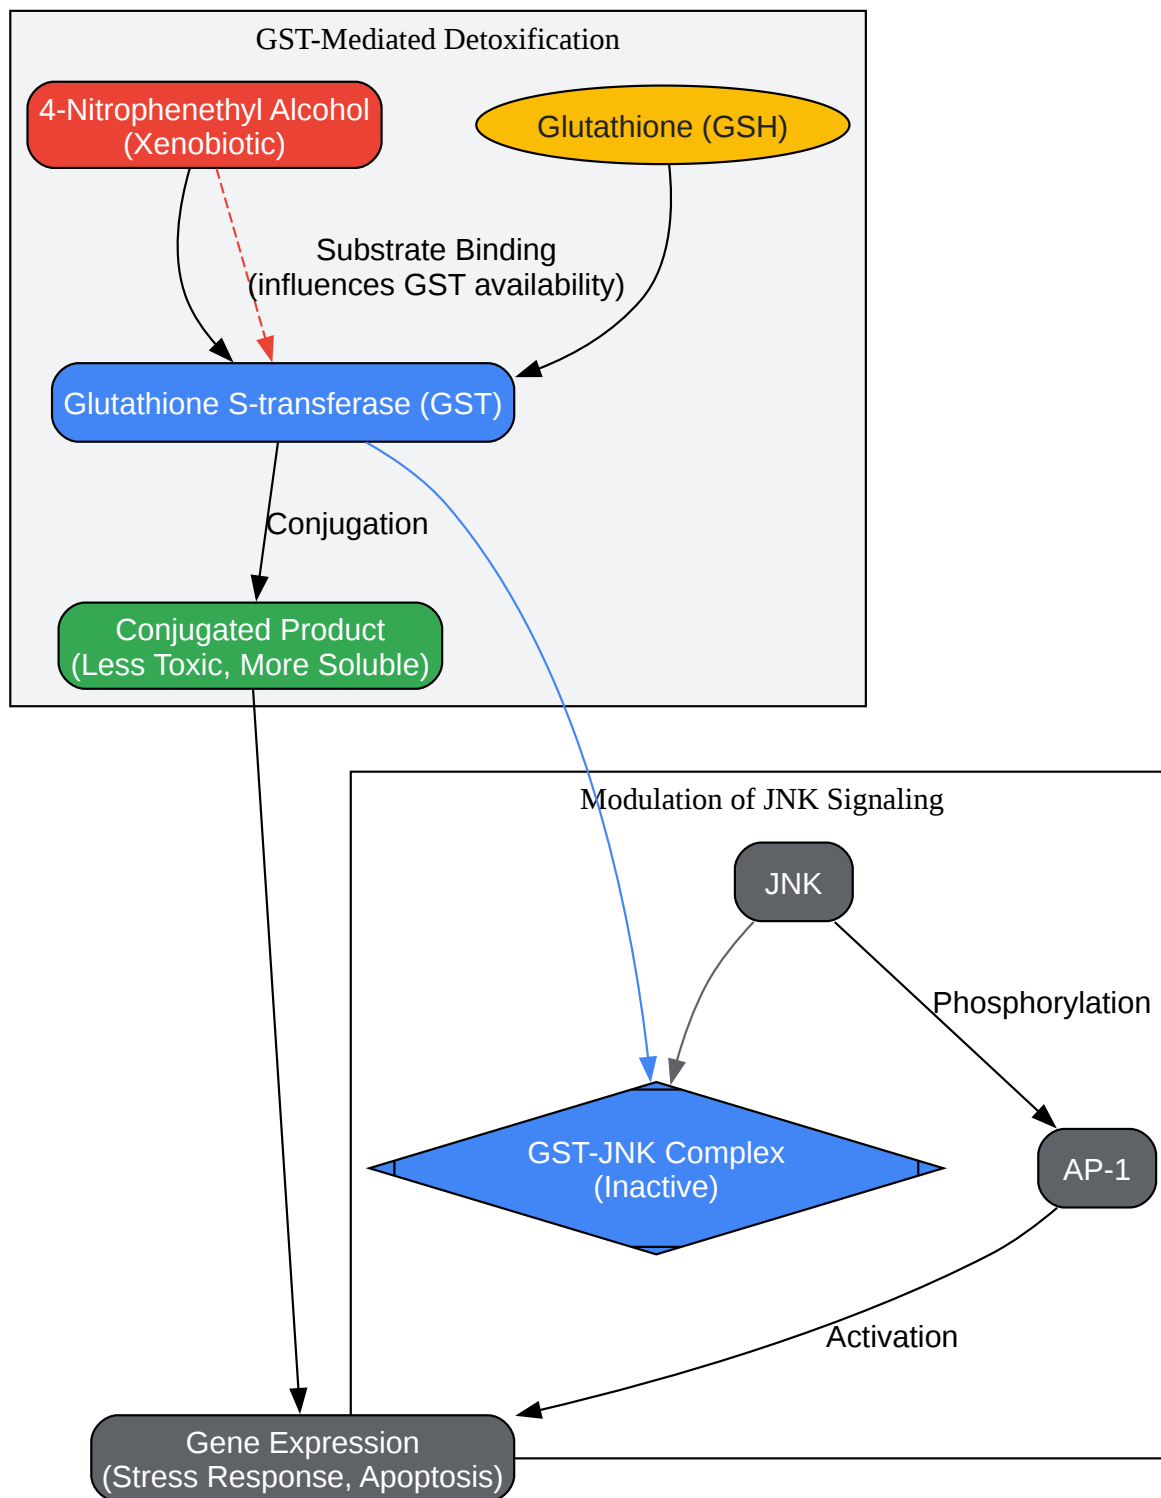 GST-Mediated Detoxification
4-Nitrophenethyl Alcohol
(Xenobiotic)
Glutathione (GSH)
Substrate Binding
(influences GST availability)
Glutathione S-transferase (GST)
Conjugation
Conjugated Product
(Less Toxic, More Soluble)
Modulation of JNK Signaling
JNK
Phosphorylation
GST-JNK Complex
(Inactive)
AP-1
Activation
Gene Expression
(Stress Response, Apoptosis)